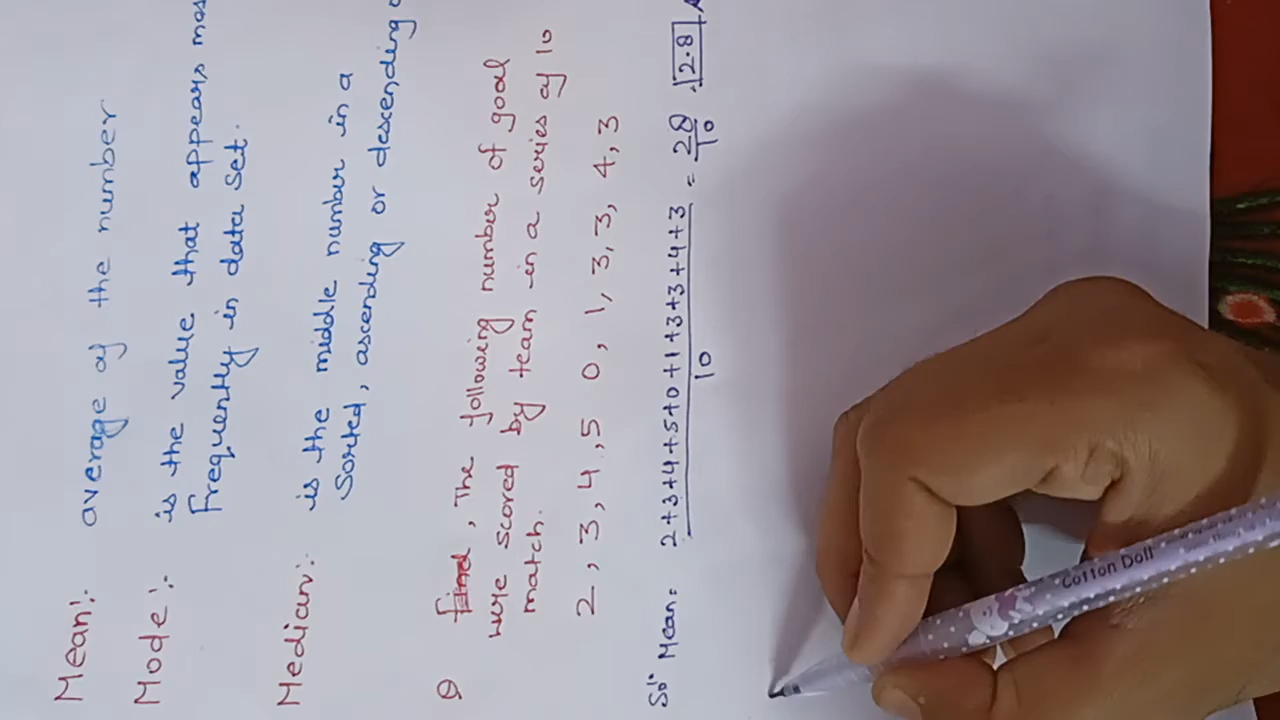 Mean:- average of the number
Mode:- is the value that appears
Frequently in data set.
Median:- is the middle number in a
Sorted, ascending or descending
Q The following number of goal
were scored by team in a series of 10
match.
2, 3, 4, 5 0, 1, 3, 3, 4, 3
Solⁿ Mean = 2+3+4+5+0+1+3+3+4+3 / 10 = 28/10 = 2.8
Cotton Doll